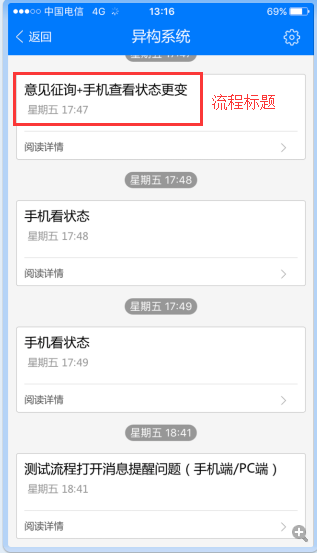 中国电信 4G 13:16 69%
返回 异构系统
星期五 17:47
意见征询+手机查看状态更变
流程标题
星期五 17:47
阅读详情
星期五 17:48
手机看状态
星期五 17:48
阅读详情
星期五 17:49
手机看状态
星期五 17:49
阅读详情
星期五 18:41
测试流程打开消息提醒问题（手机端/PC端）
星期五 18:41
阅读详情